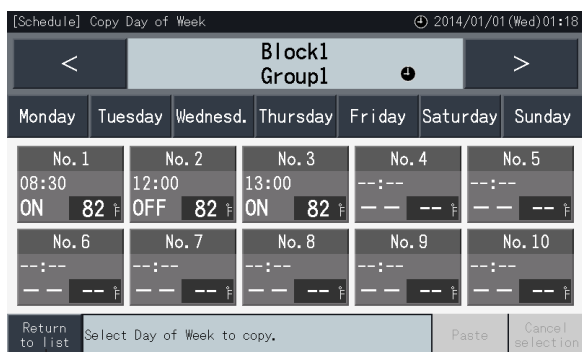 [Schedule] Copy Day of Week 2014/01/01(Wed)01:18
< Block1 >
Group1
Monday Tuesday Wednesd. Thursday Friday Saturday Sunday
No.1 No.2 No.3 No.4 No.5
08:30 12:00 13:00 --:-- --:--
ON 82 °F OFF 82 °F ON 82 °F -- -- °F -- -- °F
No.6 No.7 No.8 No.9 No.10
--:-- --:-- --:-- --:-- --:--
-- -- °F -- -- °F -- -- °F -- -- °F -- -- °F
Return Cancel
to list Select Day of Week to copy. Paste selection